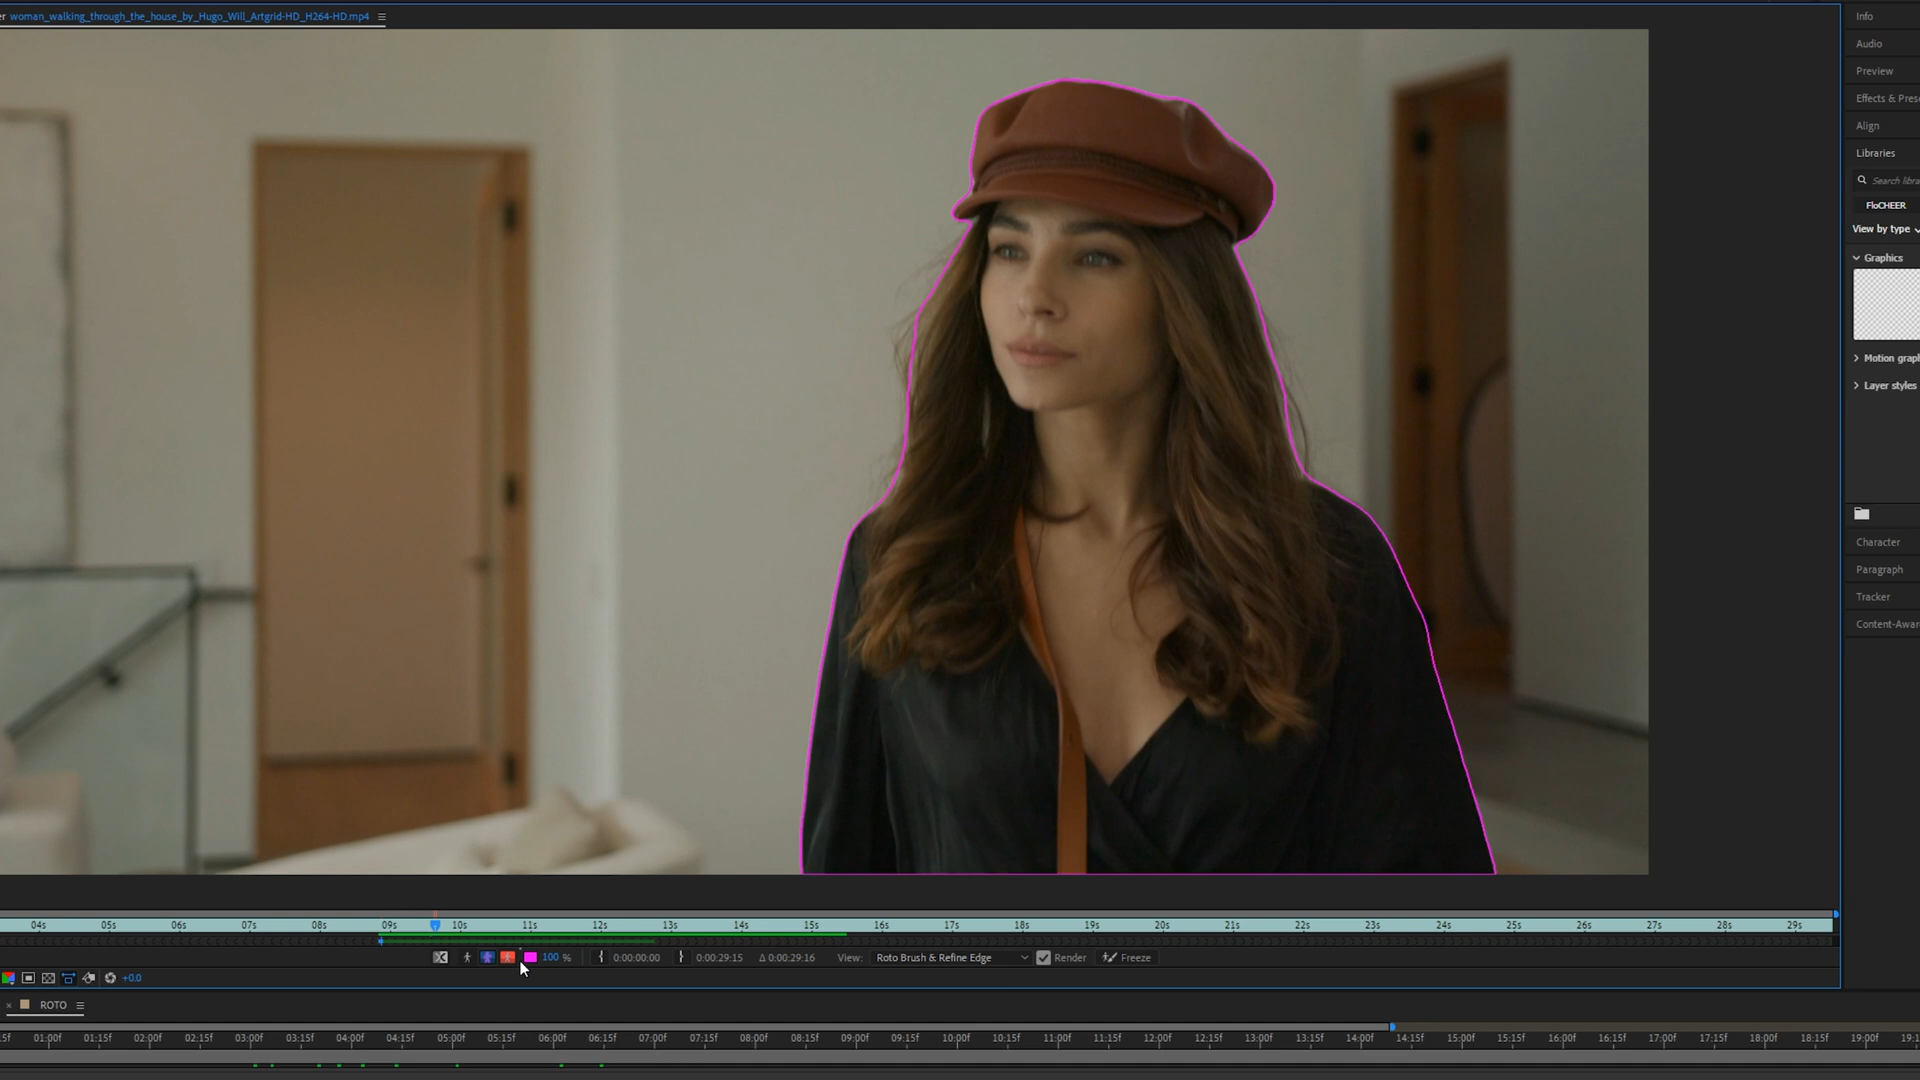 er woman_walking_through_the_house_by_Hugo_Will_Artgrid-HD_H264-HD.mp4
Info
Audio
Preview
Effects & Pres
Align
Libraries
Search libra
FloCHEER
View by type
Graphics
Motion grap
Layer styles
Character
Paragraph
Tracker
Content-Awar
04s 05s 06s 07s 08s 09s 10s 11s 12s 13s 14s 15s 16s 17s 18s 19s 20s 21s 22s 23s 24s 25s 26s 27s 28s 29s
100 % 0:00:00:00 0:00:29:15 Δ 0:00:29:16 View: Roto Brush & Refine Edge Render Freeze
+0.0
ROTO
:15f 01:00f 01:15f 02:00f 02:15f 03:00f 03:15f 04:00f 04:15f 05:00f 05:15f 06:00f 06:15f 07:00f 07:15f 08:00f 08:15f 09:00f 09:15f 10:00f 10:15f 11:00f 11:15f 12:00f 12:15f 13:00f 13:15f 14:00f 14:15f 15:00f 15:15f 16:00f 16:15f 17:00f 17:15f 18:00f 18:15f 19:00f 19:1